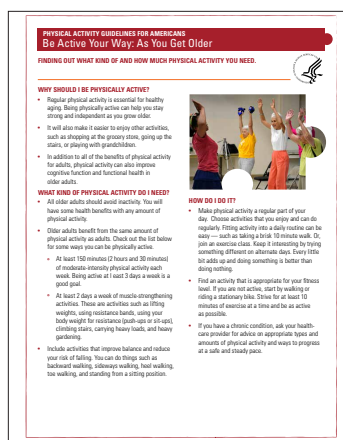 PHYSICAL ACTIVITY GUIDELINES FOR AMERICANS
Be Active Your Way: As You Get Older
FINDING OUT WHAT KIND OF AND HOW MUCH PHYSICAL ACTIVITY YOU NEED.
WHY SHOULD I BE PHYSICALLY ACTIVE?
• Regular physical activity is essential for healthy
aging. Being physically active can help you stay
strong and independent as you grow older.
• It will also make it easier to enjoy other activities,
such as shopping at the grocery store, going up the
stairs, or playing with grandchildren.
• In addition to all of the benefits of physical activity
for adults, physical activity can also improve
cognitive function and functional health in
older adults.
WHAT KIND OF PHYSICAL ACTIVITY DO I NEED?
• All older adults should avoid inactivity. You will
have some health benefits with any amount of
physical activity.
• Older adults benefit from the same amount of
physical activity as adults. Check out the list below
for some ways you can be physically active.
• At least 150 minutes (2 hours and 30 minutes)
of moderate-intensity physical activity each
week. Being active at least 3 days a week is a
good goal.
• At least 2 days a week of muscle-strengthening
activities. These are activities such as lifting
weights, using resistance bands, using your
body weight for resistance (push-ups or sit-ups),
climbing stairs, carrying heavy loads, and heavy
gardening.
• Include activities that improve balance and reduce
your risk of falling. You can do things such as
backward walking, sideways walking, heel walking,
toe walking, and standing from a sitting position.
HOW DO I DO IT?
• Make physical activity a regular part of your
day. Choose activities that you enjoy and can do
regularly. Fitting activity into a daily routine can be
easy — such as taking a brisk 10 minute walk. Or,
join an exercise class. Keep it interesting by trying
something different on alternate days. Every little
bit adds up and doing something is better than
doing nothing.
• Find an activity that is appropriate for your fitness
level. If you are not active, start by walking or
riding a stationary bike. Strive for at least 10
minutes of exercise at a time and be as active
as possible.
• If you have a chronic condition, ask your health-
care provider for advice on appropriate types and
amounts of physical activity and ways to progress
at a safe and steady pace.